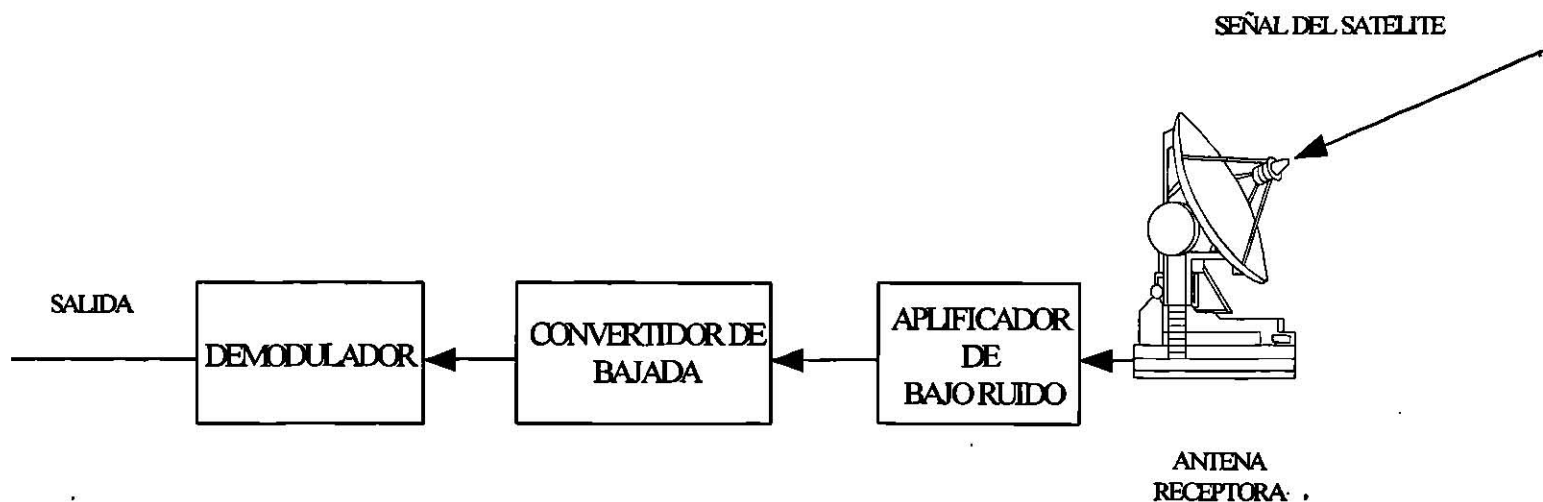 SEÑAL DEL SATELITE
SALIDA
DEMODULADOR
CONVERTIDOR DE
BAJADA
APLIFICADOR
DE
BAJO RUIDO
ANTENA
RECEPTORA